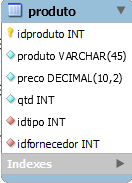 produto
idproduto INT
produto VARCHAR(45)
preco DECIMAL(10,2)
qtd INT
idtipo INT
idfornecedor INT
Indexes